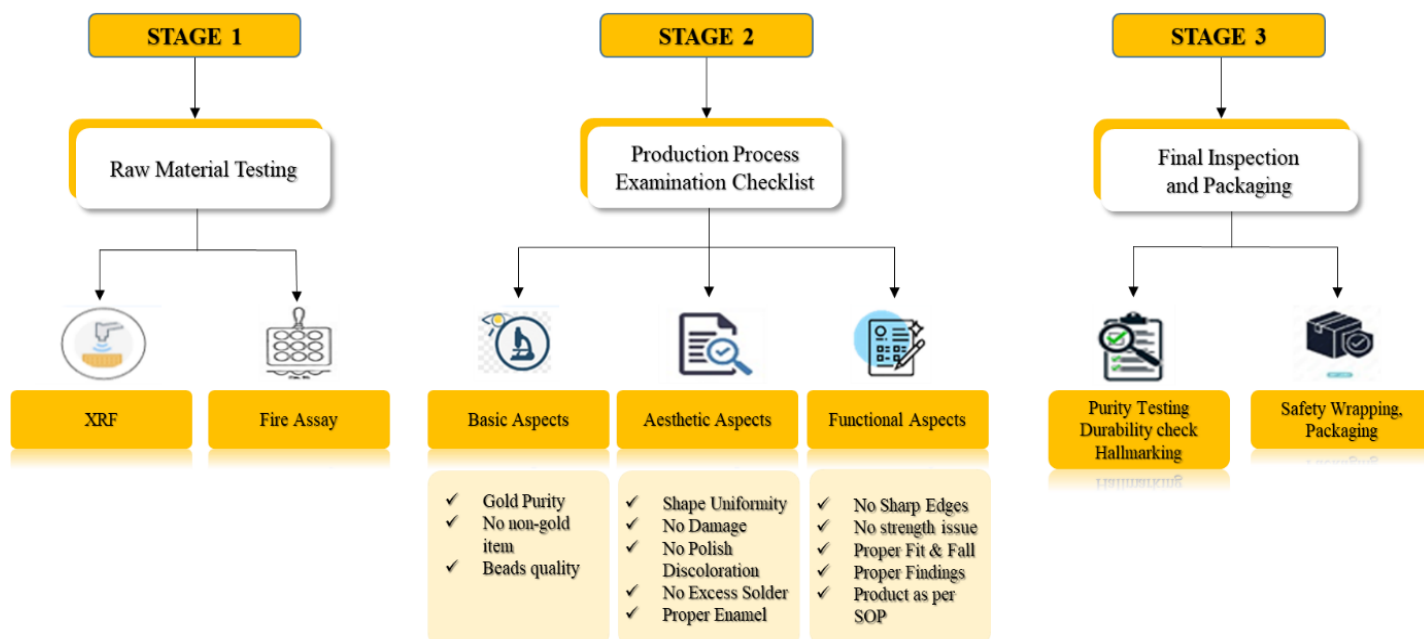 STAGE 1
Raw Material Testing
XRF
Fire Assay
STAGE 2
Production Process
Examination Checklist
Basic Aspects
✓ Gold Purity
✓ No non-gold
item
✓ Beads quality
Aesthetic Aspects
✓ Shape Uniformity
✓ No Damage
✓ No Polish
Discoloration
✓ No Excess Solder
✓ Proper Enamel
Functional Aspects
✓ No Sharp Edges
✓ No strength issue
✓ Proper Fit & Fall
✓ Proper Findings
✓ Product as per
SOP
STAGE 3
Final Inspection
and Packaging
Purity Testing
Durability check
Hallmarking
Safety Wrapping,
Packaging